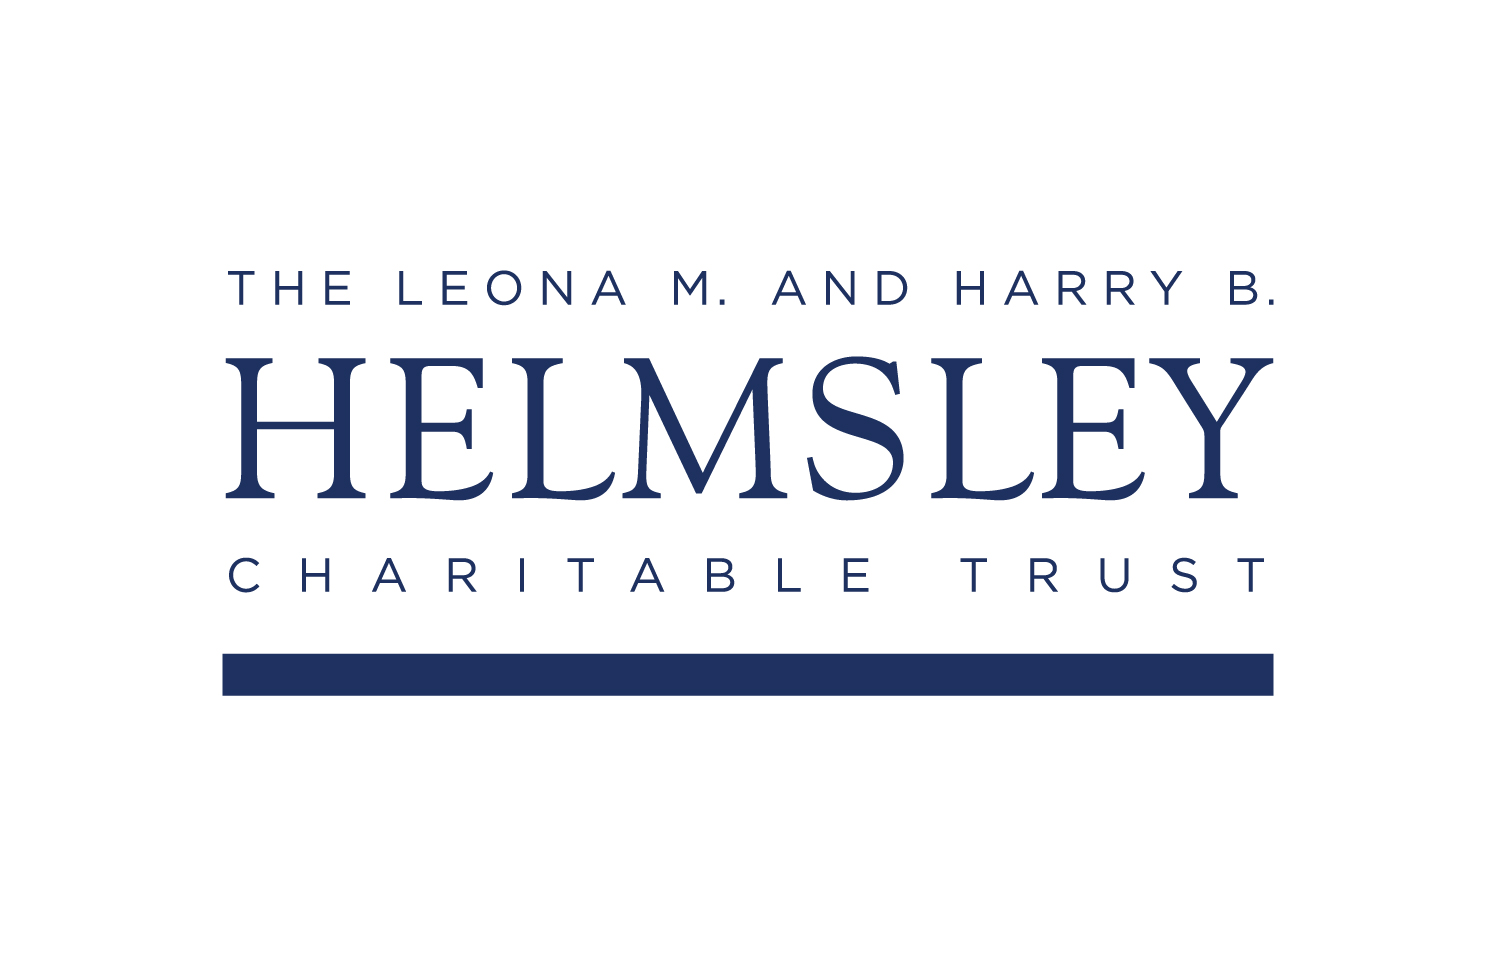 THE LEONA M. AND HARRY B.
HELMSLEY
CHARITABLE TRUST